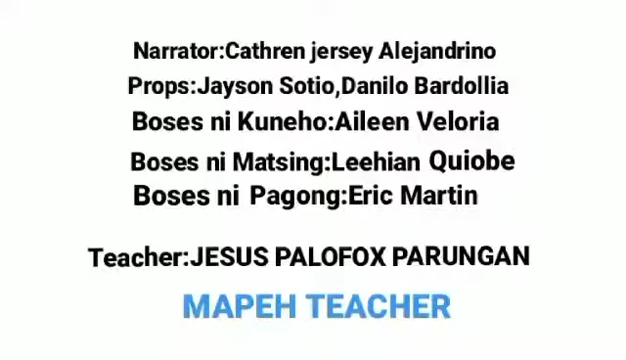 Narrator:Cathren jersey Alejandrino
Props:Jayson Sotio,Danilo Bardollia
Boses ni Kuneho:Aileen Veloria
Boses ni Matsing:Leehian Quiobe
Boses ni Pagong:Eric Martin
Teacher:JESUS PALOFOX PARUNGAN
MAPEH TEACHER